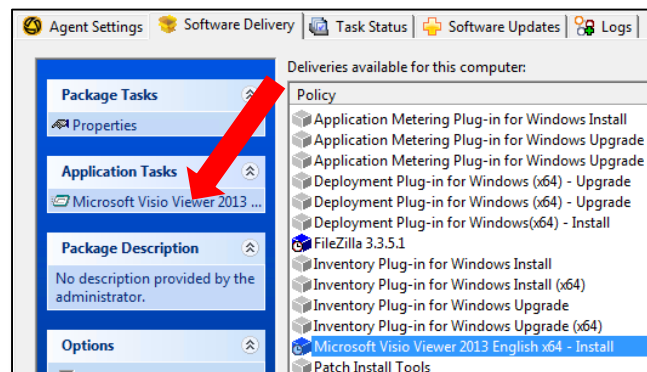 Agent Settings
Software Delivery
Task Status
Software Updates
Logs
Package Tasks
Properties
Application Tasks
Microsoft Visio Viewer 2013 ...
Package Description
No description provided by the
administrator.
Options
Deliveries available for this computer:
Policy
Application Metering Plug-in for Windows Install
Application Metering Plug-in for Windows Upgrade
Application Metering Plug-in for Windows Upgrade
Deployment Plug-in for Windows (x64) - Upgrade
Deployment Plug-in for Windows (x64) - Upgrade
Deployment Plug-in for Windows(x64) - Install
FileZilla 3.3.5.1
Inventory Plug-in for Windows Install
Inventory Plug-in for Windows Install (x64)
Inventory Plug-in for Windows Upgrade
Inventory Plug-in for Windows Upgrade (x64)
Microsoft Visio Viewer 2013 English x64 - Install
Patch Install Tools